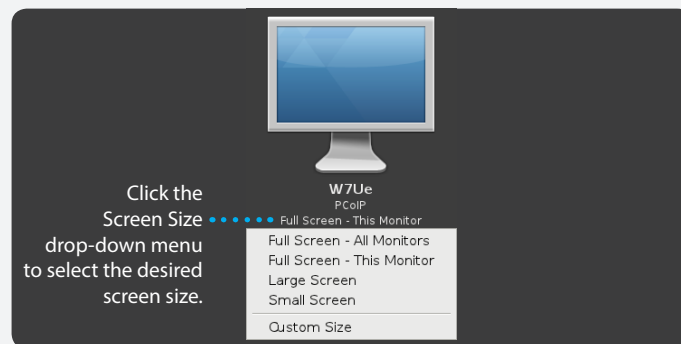 W7Ue
PCoIP
Full Screen - This Monitor
Click the
Screen Size
drop-down menu
to select the desired
screen size.
Full Screen - All Monitors
Full Screen - This Monitor
Large Screen
Small Screen
Custom Size